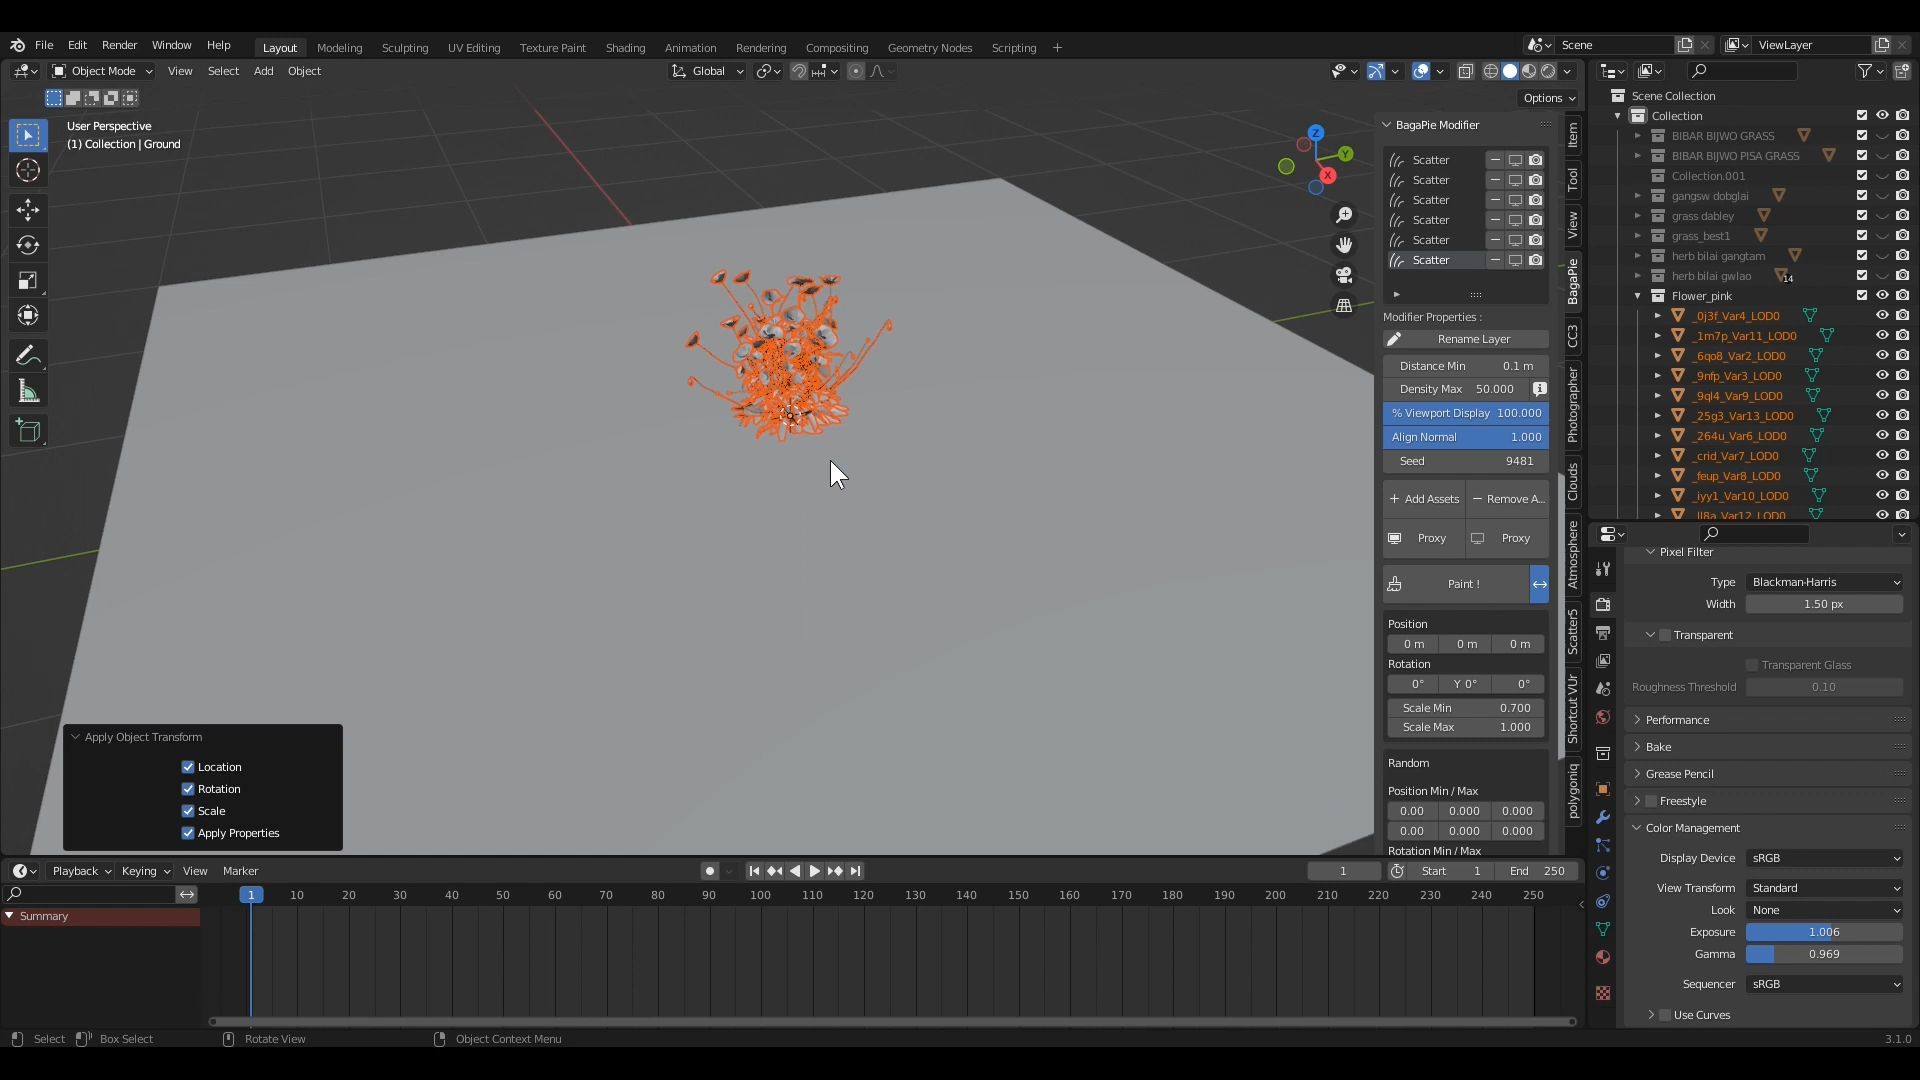 File Edit Render Window Help Layout Modeling Sculpting UV Editing Texture Paint Shading Animation Rendering Compositing Geometry Nodes Scripting + Scene ViewLayer
Object Mode View Select Add Object Global
Options
User Perspective
(1) Collection | Ground
Z
Y
X
BagaPie Modifier
Scatter
Scatter
Scatter
Scatter
Scatter
Scatter
Modifier Properties :
Rename Layer
Distance Min 0.1 m
Density Max 50.000
% Viewport Display 100.000
Align Normal 1.000
Seed 9481
+ Add Assets — Remove A...
Proxy Proxy
Paint !
Position
0 m 0 m 0 m
Rotation
0° Y 0° 0°
Scale Min 0.700
Scale Max 1.000
Random
Position Min / Max
0.00 0.000 0.000
0.00 0.000 0.000
Rotation Min / Max
Item
Tool
View
BagaPie
CC3
Photographer
Clouds
Atmosphere
Scatter5
Shortcut VUr
polygoniq
Scene Collection
Collection
BIBAR BIJWO GRASS
BIBAR BIJWO PISA GRASS
Collection.001
gangsw dobglai
grass dabley
grass_best1
herb bilai gangtam
herb bilai gwlao 14
Flower_pink
_0j3f_Var4_LOD0
_1m7p_Var11_LOD0
_6qo8_Var2_LOD0
_9nfp_Var3_LOD0
_9ql4_Var9_LOD0
_25g3_Var13_LOD0
_264u_Var6_LOD0
_crid_Var7_LOD0
_feup_Var8_LOD0
_iyy1_Var10_LOD0
_ll8a_Var12_LOD0
Pixel Filter
Type Blackman-Harris
Width 1.50 px
Transparent
Transparent Glass
Roughness Threshold 0.10
Performance
Bake
Grease Pencil
Freestyle
Color Management
Display Device sRGB
View Transform Standard
Look None
Exposure 1.006
Gamma 0.969
Sequencer sRGB
Use Curves
Apply Object Transform
Location
Rotation
Scale
Apply Properties
Playback Keying View Marker 1 Start 1 End 250
1 10 20 30 40 50 60 70 80 90 100 110 120 130 140 150 160 170 180 190 200 210 220 230 240 250
Summary
Select Box Select Rotate View Object Context Menu 3.1.0